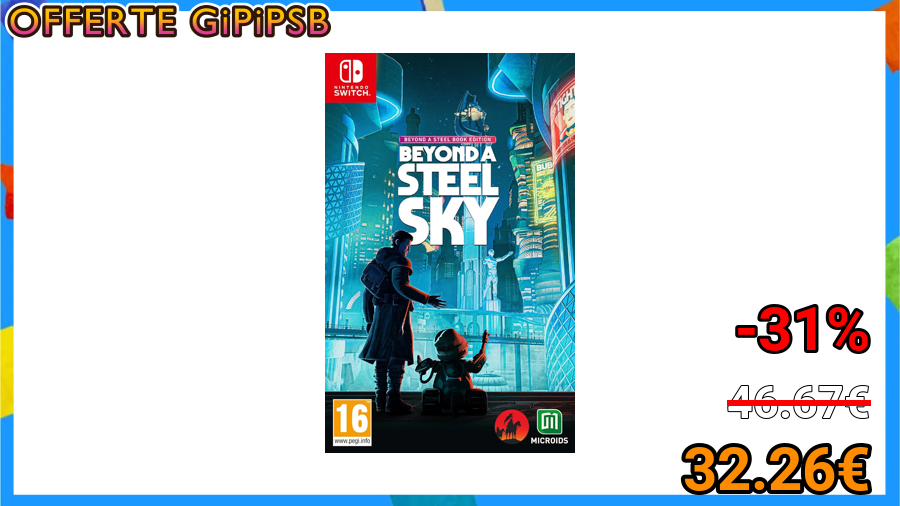 OFFERTE GiPiPSB
NINTENDO
SWITCH.
BEYOND A STEEL BOOK EDITION
BEYOND A
STEEL
SKY
BUB
16
www.pegi.info
MICROIDS
-31%
46.67€
32.26€